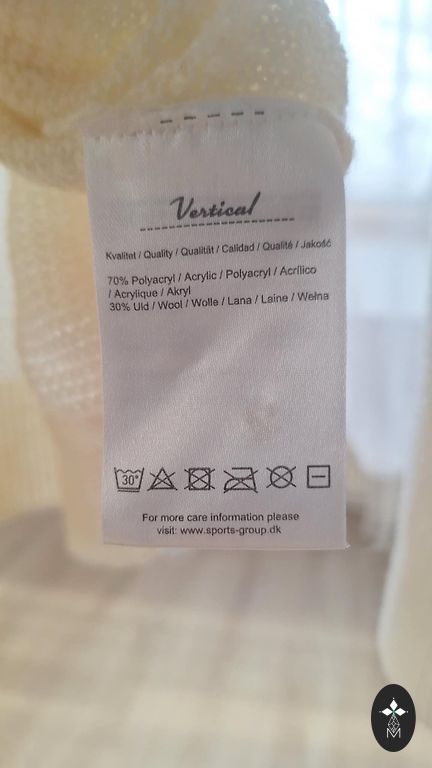 Vertical
Kvalitet / Quality / Qualität / Calidad / Qualité / Jakość
70% Polyacryl / Acrylic / Polyacryl / Acrílico
/ Acrylique / Akryl
30% Uld / Wool / Wolle / Lana / Laine / Wełna
30°
For more care information please
visit: www.sports-group.dk
M